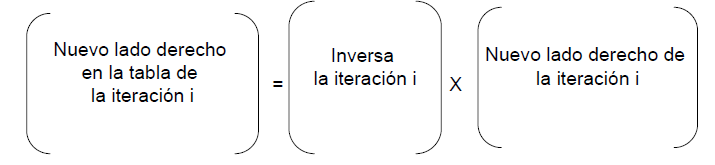 Nuevo lado derecho
en la tabla de
la iteración i
=
Inversa
la iteración i
X
Nuevo lado derecho de
la iteración i